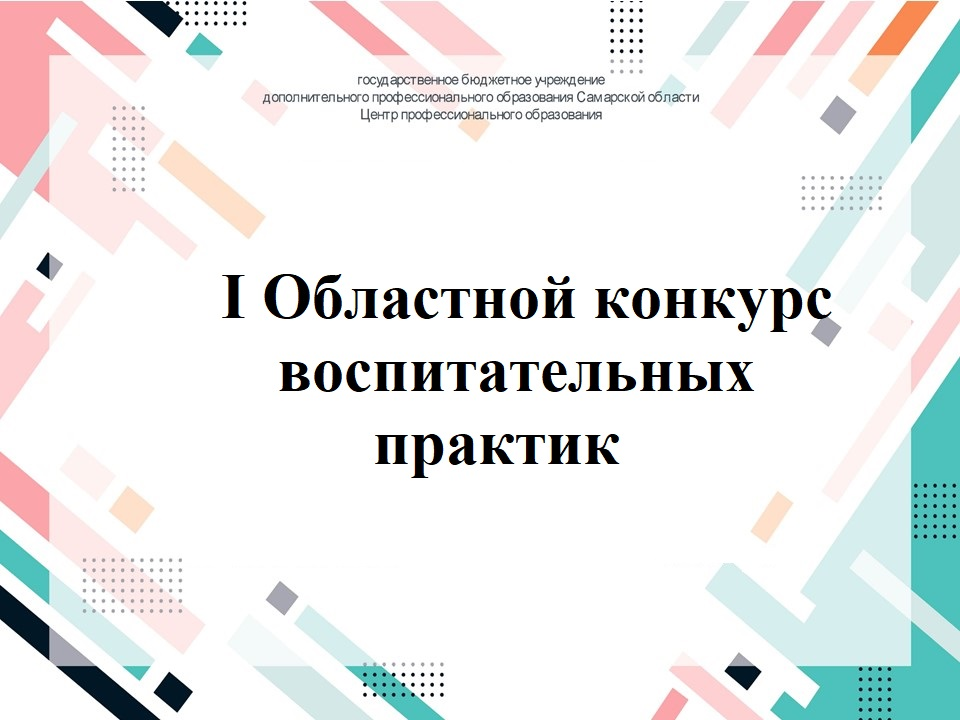 государственное бюджетное учреждение
дополнительного профессионального образования Самарской области
Центр профессионального образования
I Областной конкурс
воспитательных
практик